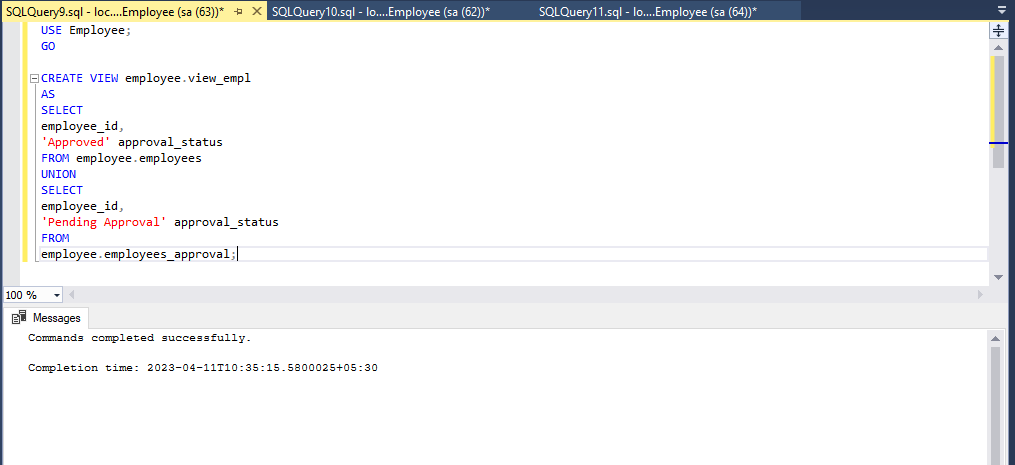 SQLQuery9.sql - loc....Employee (sa (63))* SQLQuery10.sql - lo....Employee (sa (62))* SQLQuery11.sql - lo....Employee (sa (64))*
USE Employee;
GO
CREATE VIEW employee.view_empl
AS
SELECT
employee_id,
'Approved' approval_status
FROM employee.employees
UNION
SELECT
employee_id,
'Pending Approval' approval_status
FROM
employee.employees_approval;
100 %
Messages
Commands completed successfully.
Completion time: 2023-04-11T10:35:15.5800025+05:30